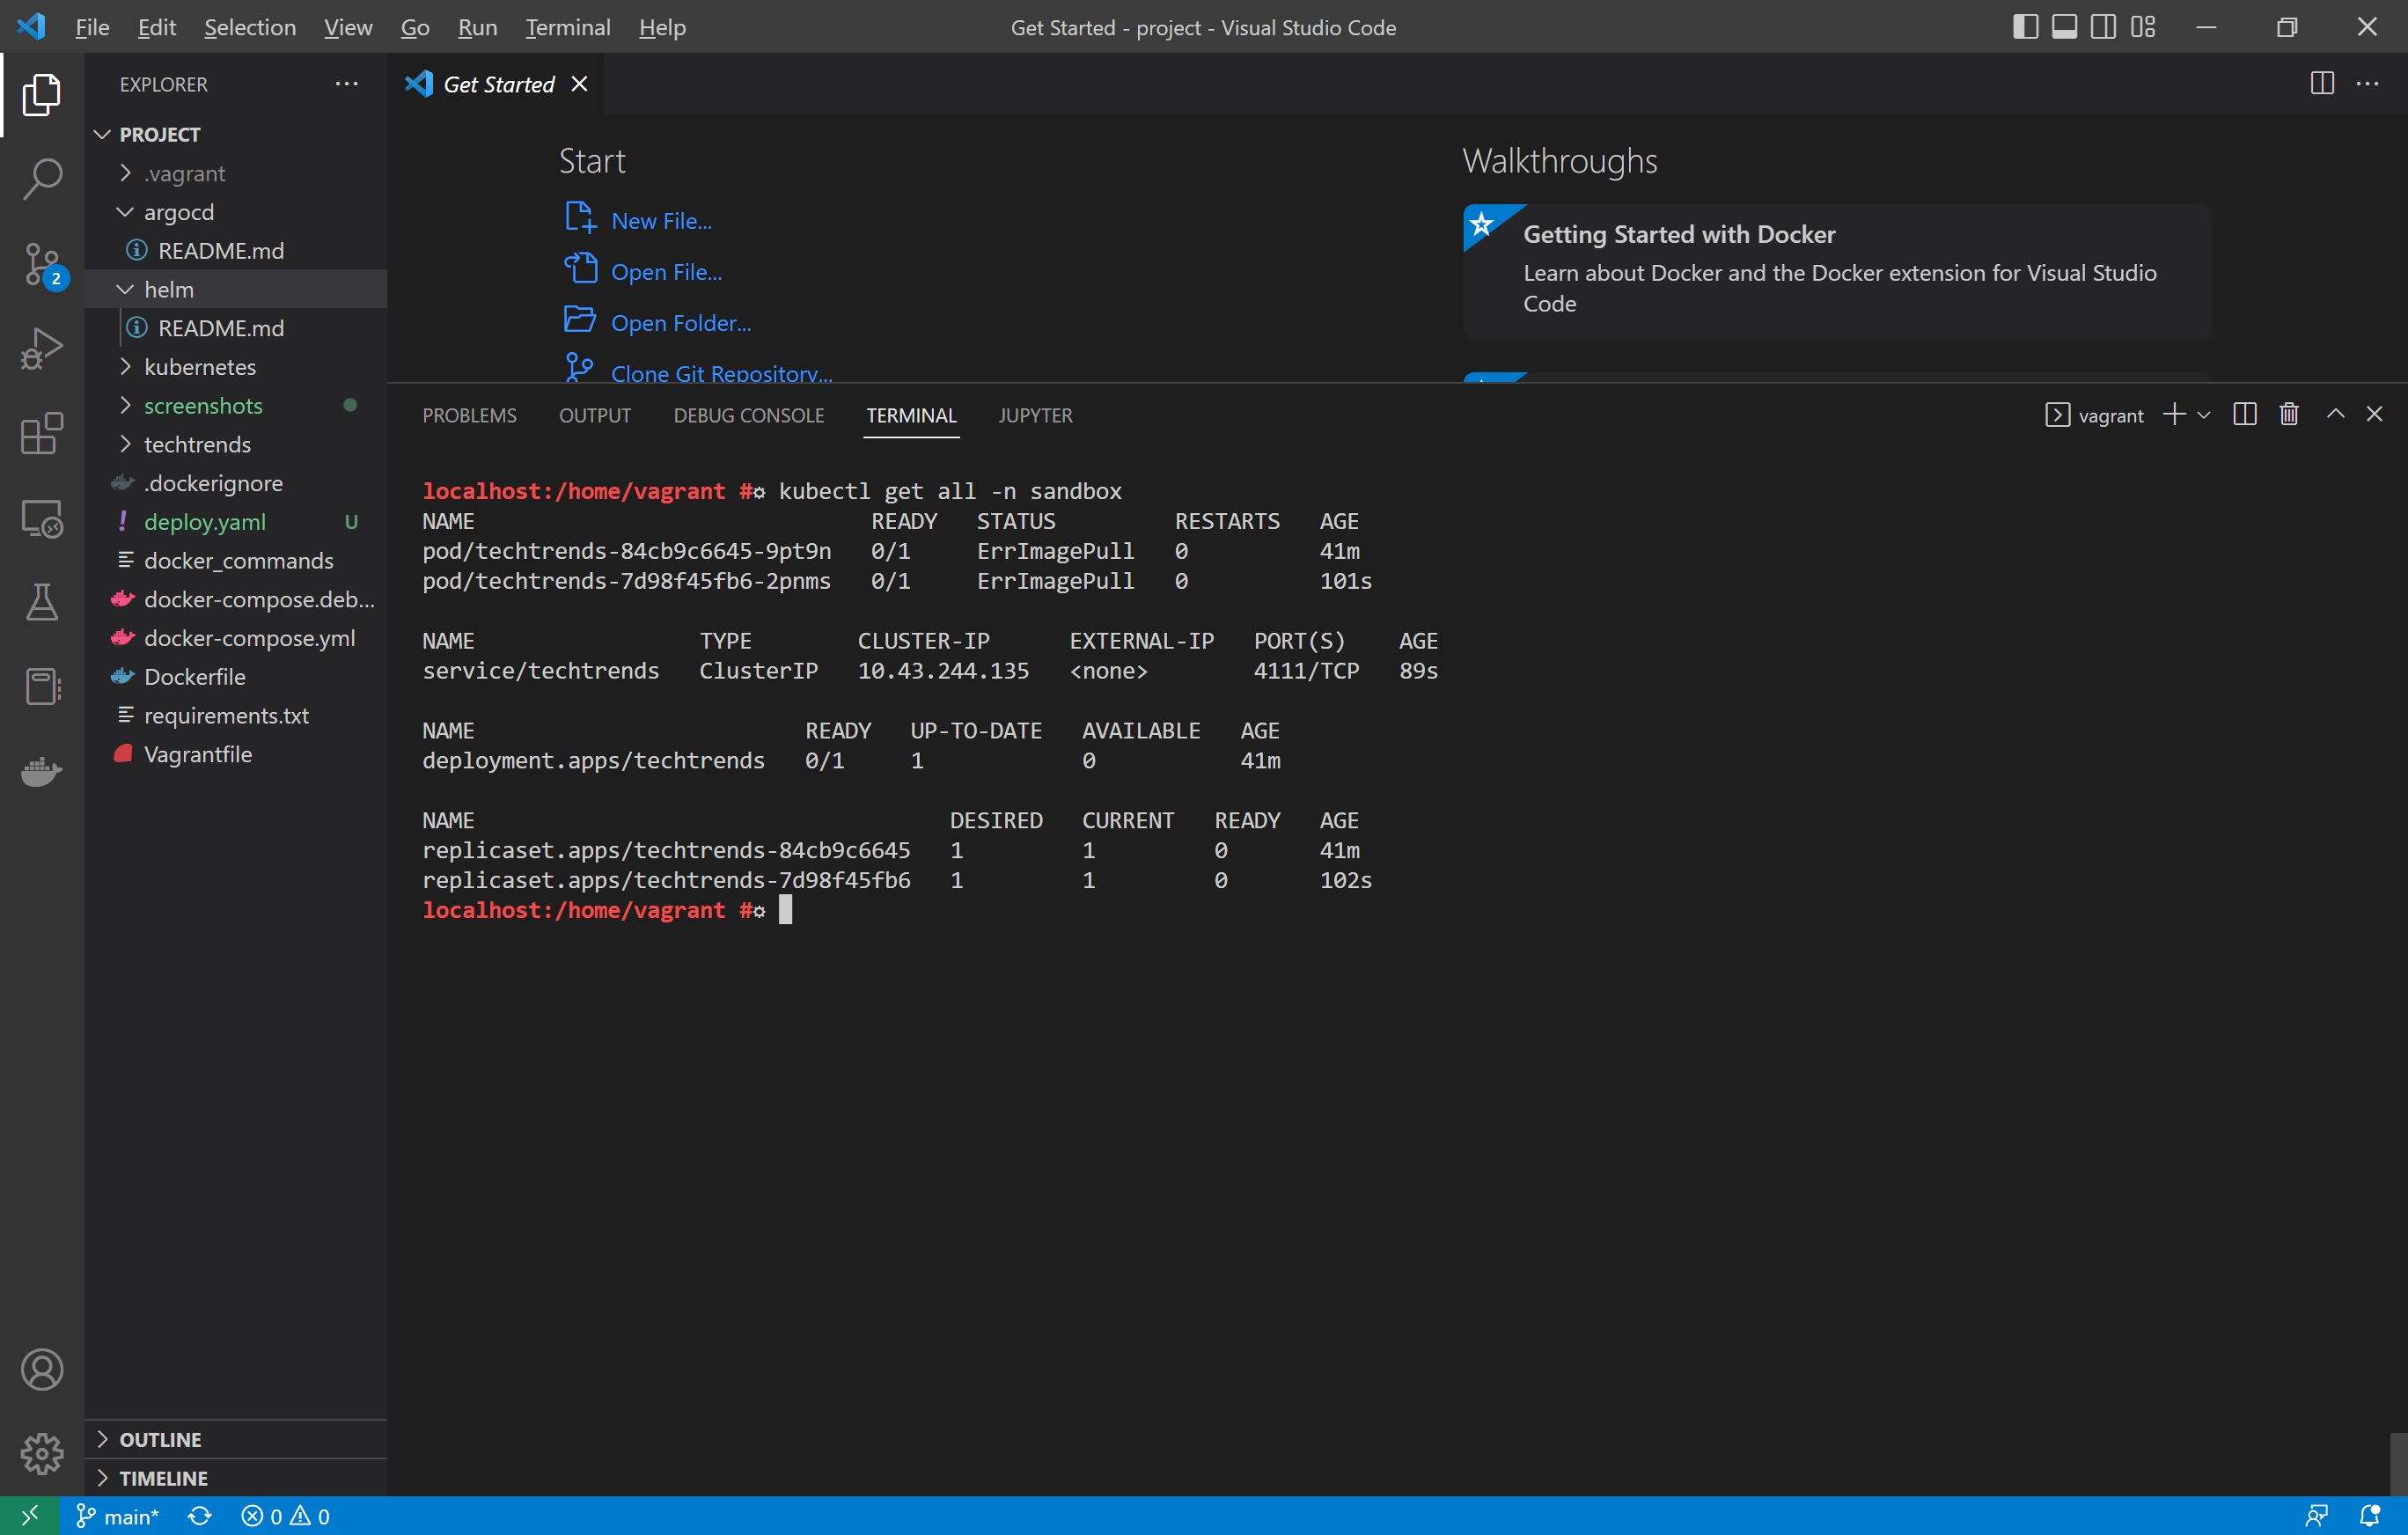 File Edit Selection View Go Run Terminal Help
Get Started - project - Visual Studio Code
EXPLORER
PROJECT
.vagrant
argocd
README.md
helm
README.md
kubernetes
screenshots
techtrends
.dockerignore
deploy.yaml U
docker_commands
docker-compose.deb...
docker-compose.yml
Dockerfile
requirements.txt
Vagrantfile
OUTLINE
TIMELINE
2
Get Started
Start
New File...
Open File...
Open Folder...
Clone Git Repository...
Walkthroughs
Getting Started with Docker
Learn about Docker and the Docker extension for Visual Studio
Code
PROBLEMS OUTPUT DEBUG CONSOLE TERMINAL JUPYTER
vagrant
localhost:/home/vagrant #☼ kubectl get all -n sandbox
NAME READY STATUS RESTARTS AGE
pod/techtrends-84cb9c6645-9pt9n 0/1 ErrImagePull 0 41m
pod/techtrends-7d98f45fb6-2pnms 0/1 ErrImagePull 0 101s
NAME TYPE CLUSTER-IP EXTERNAL-IP PORT(S) AGE
service/techtrends ClusterIP 10.43.244.135 <none> 4111/TCP 89s
NAME READY UP-TO-DATE AVAILABLE AGE
deployment.apps/techtrends 0/1 1 0 41m
NAME DESIRED CURRENT READY AGE
replicaset.apps/techtrends-84cb9c6645 1 1 0 41m
replicaset.apps/techtrends-7d98f45fb6 1 1 0 102s
localhost:/home/vagrant #☼
main* 0 0